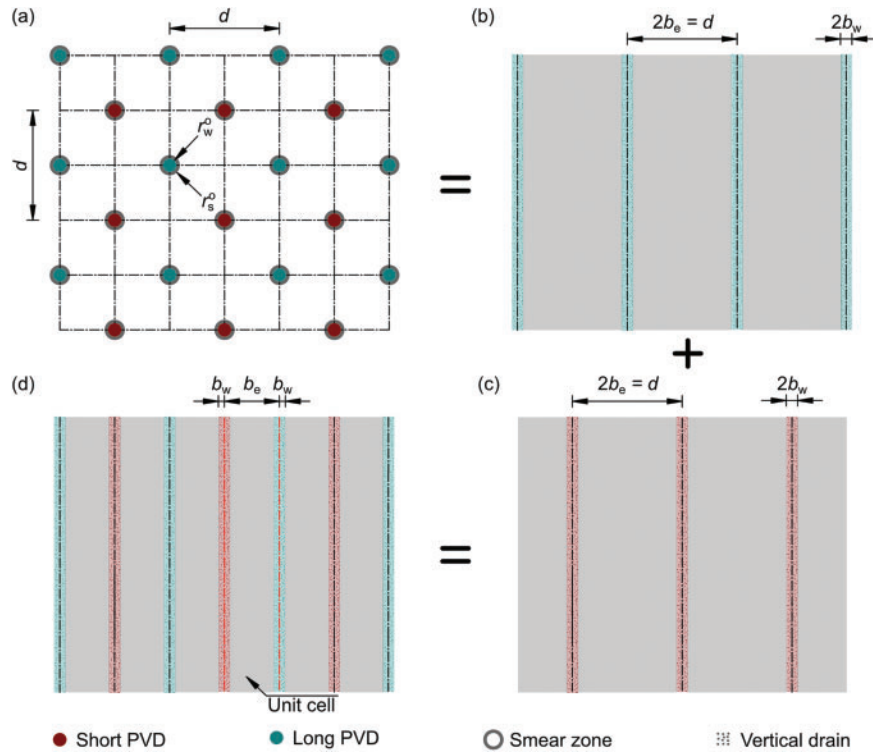 (a)
d
d
r_w^o
r_s^o
=
(b)
2b_e = d
2b_w
+
(d)
b_w b_e b_w
Unit cell
=
(c)
2b_e = d
2b_w
Short PVD
Long PVD
Smear zone
Vertical drain